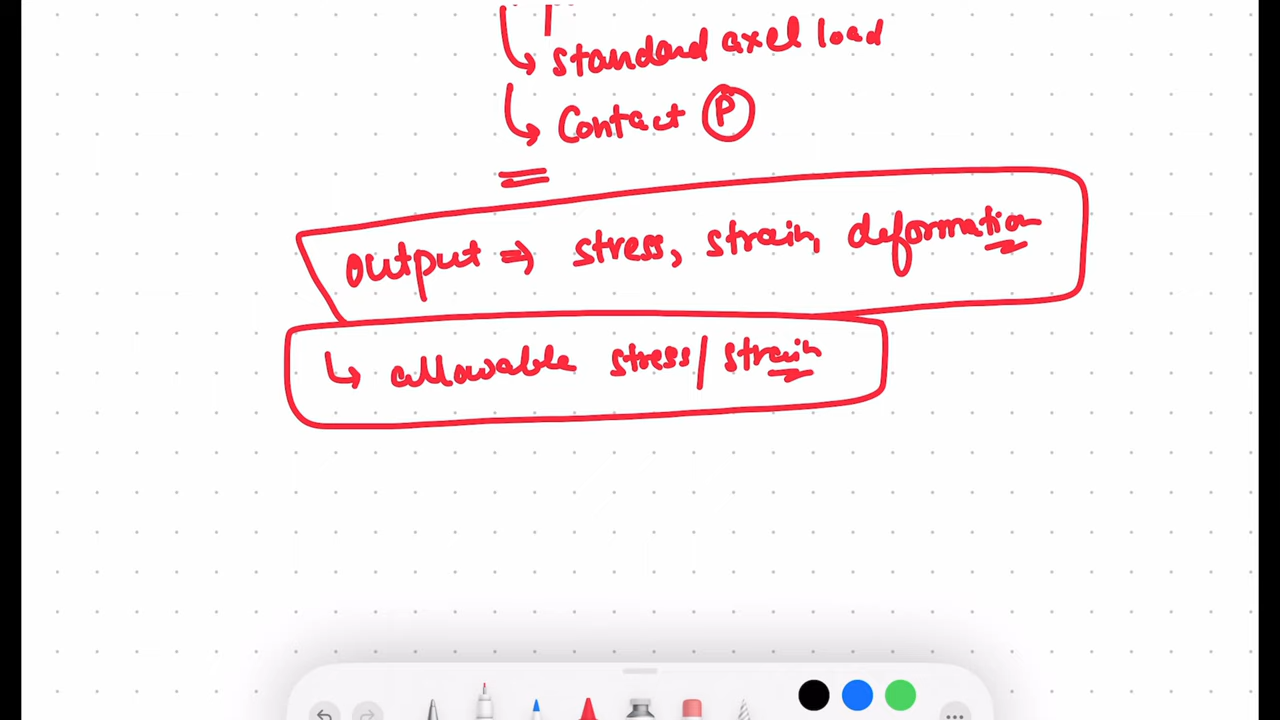 ↳ standard axel load
↳ Contact Ⓟ
output ⇒ stress, strain, deformation
↳ allowable stress/strain